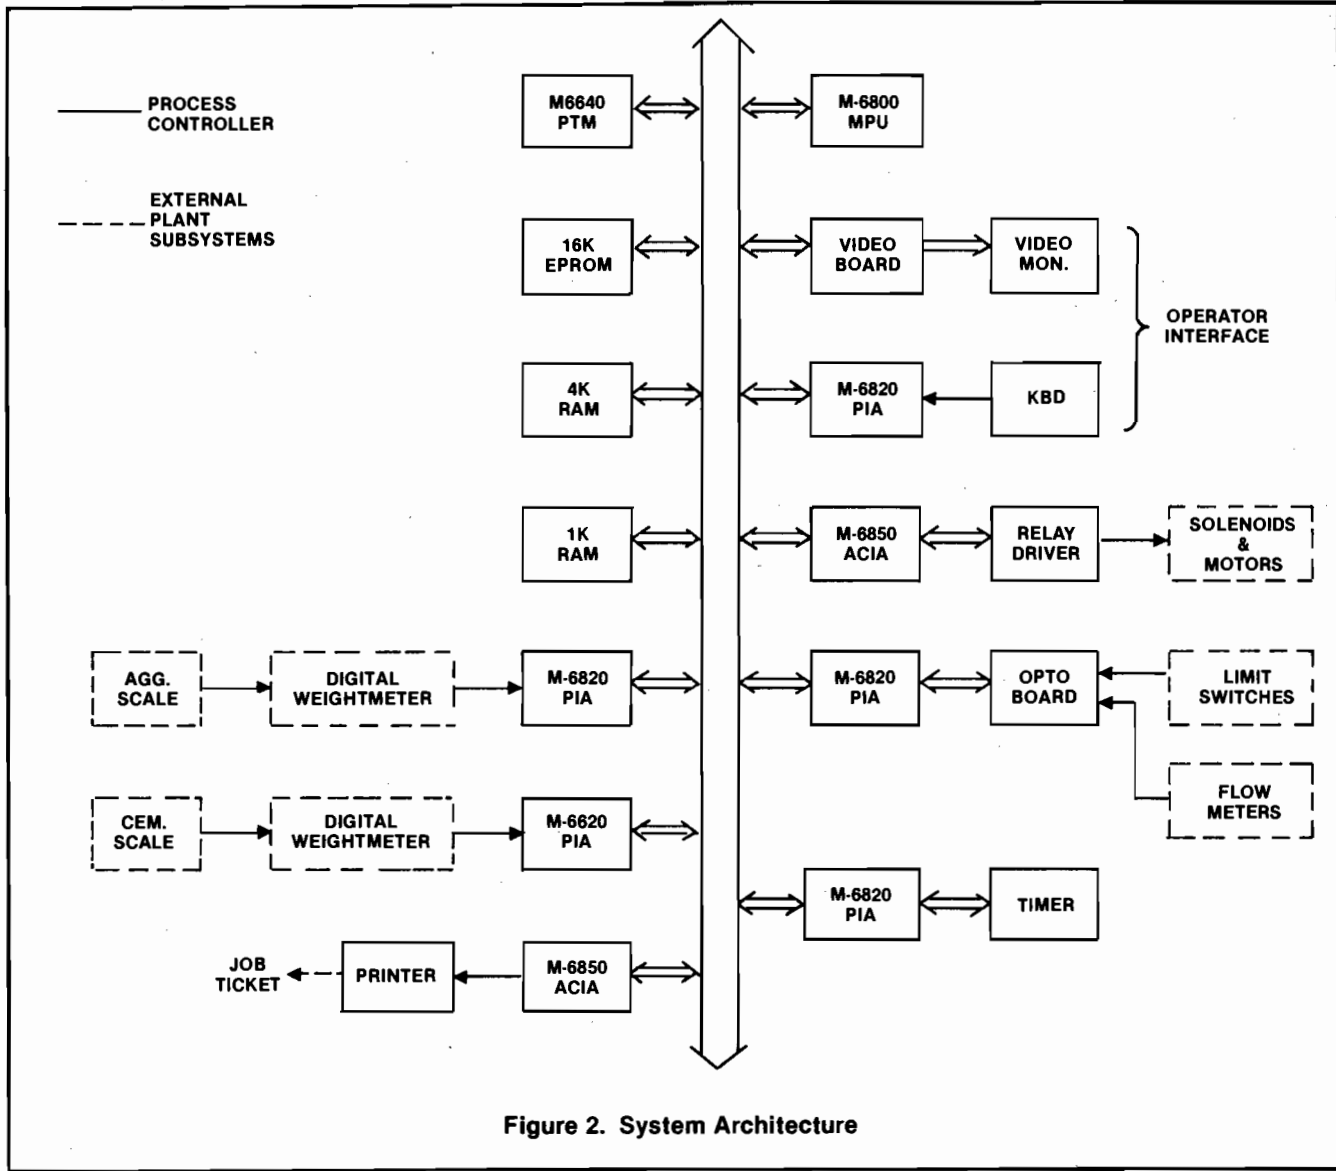 PROCESS
CONTROLLER
EXTERNAL
PLANT
SUBSYSTEMS
M6640
PTM
M-6800
MPU
16K
EPROM
VIDEO
BOARD
VIDEO
MON.
OPERATOR
INTERFACE
4K
RAM
M-6820
PIA
KBD
1K
RAM
M-6850
ACIA
RELAY
DRIVER
SOLENOIDS
&
MOTORS
AGG.
SCALE
DIGITAL
WEIGHTMETER
M-6820
PIA
M-6820
PIA
OPTO
BOARD
LIMIT
SWITCHES
CEM.
SCALE
DIGITAL
WEIGHTMETER
M-6620
PIA
FLOW
METERS
M-6820
PIA
TIMER
JOB
TICKET
PRINTER
M-6850
ACIA
Figure 2. System Architecture